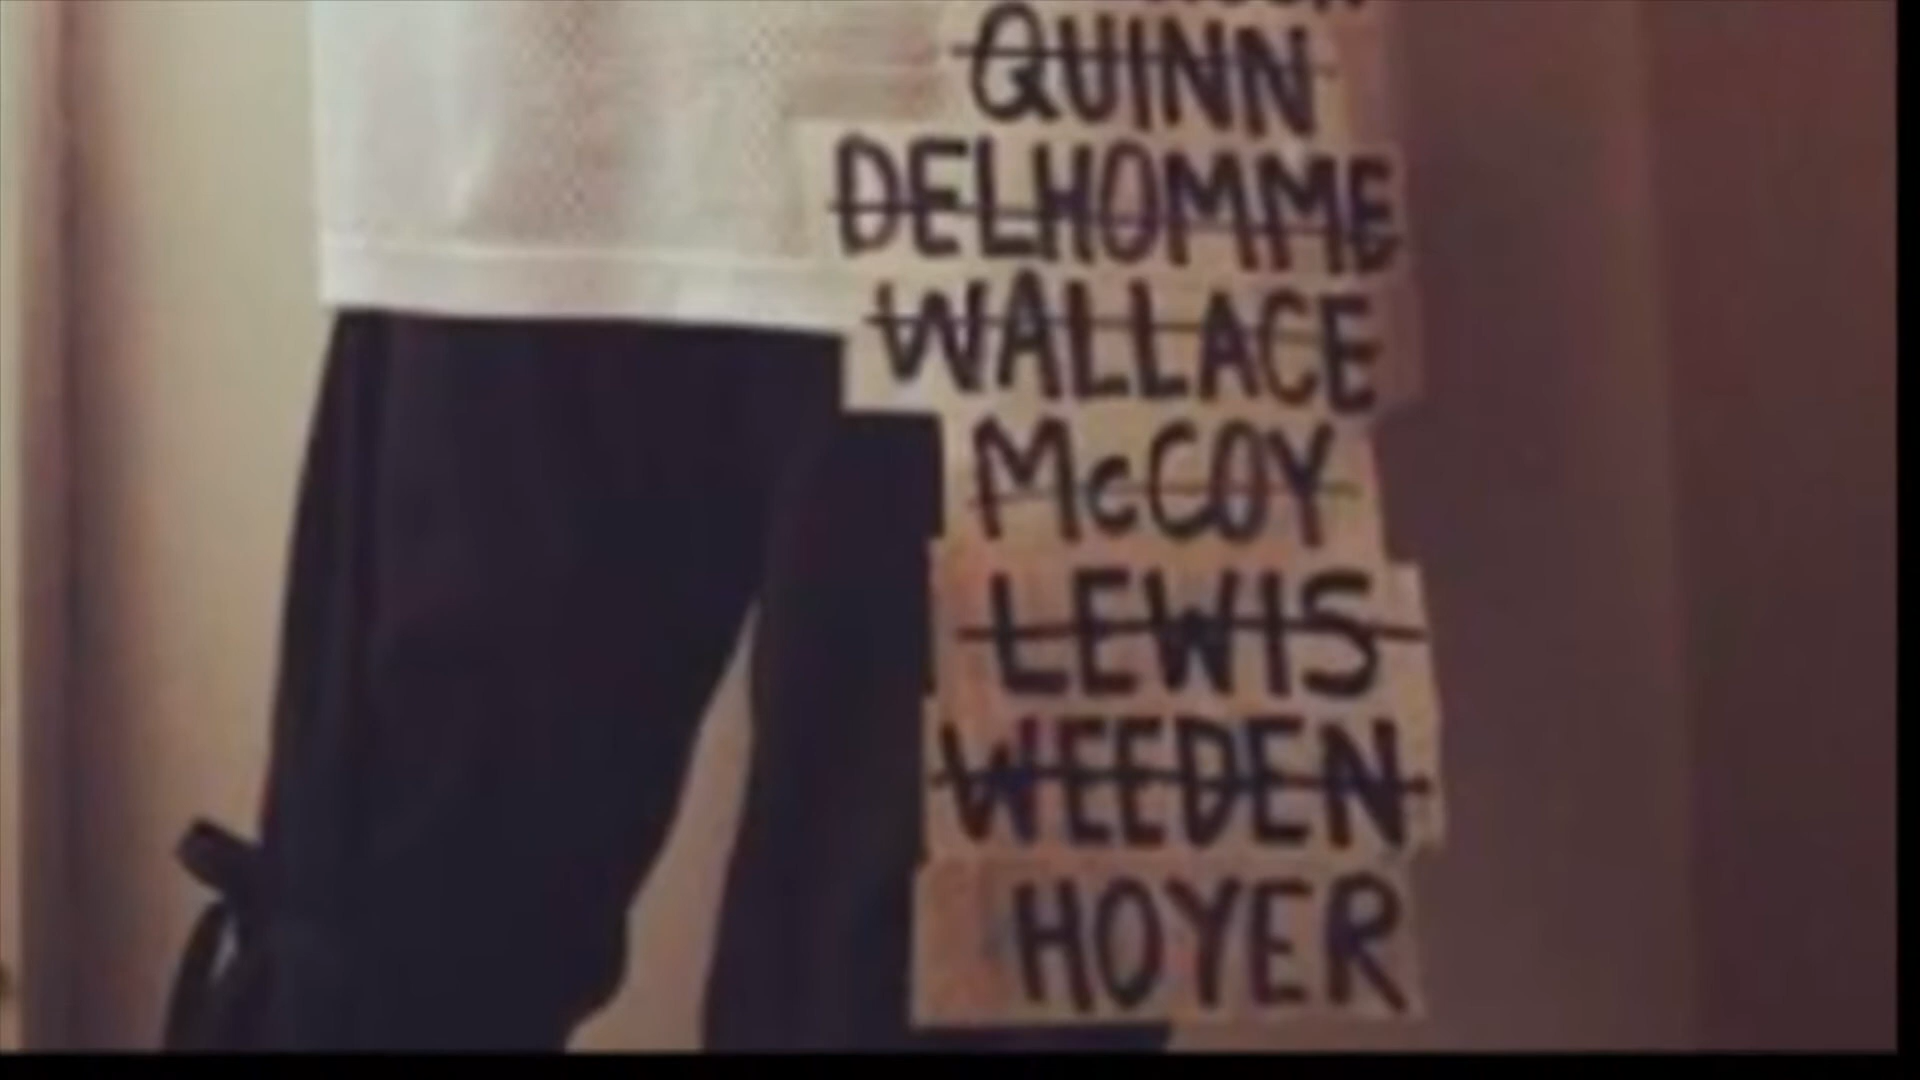 QUINN
DELHOMME
WALLACE
McCOY
LEWIS
WEEDEN
HOYER